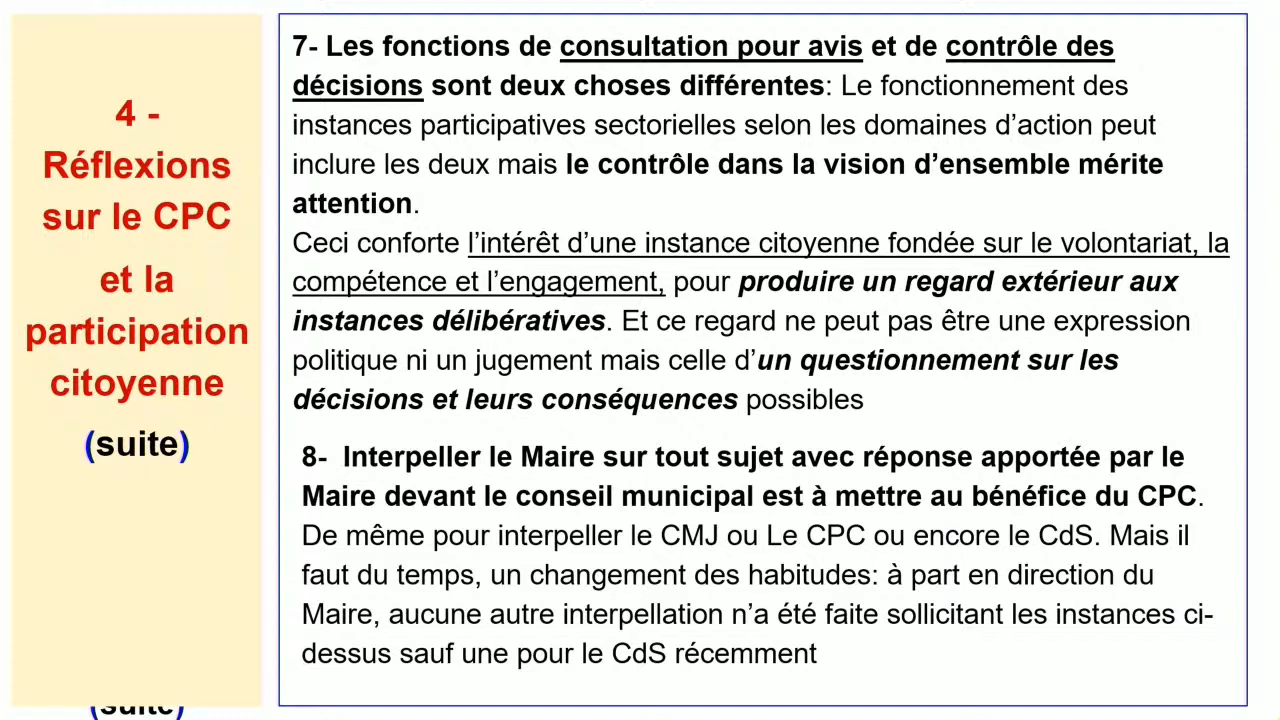 4 -
Réflexions
sur le CPC
et la
participation
citoyenne
(suite)
(suite)
7- Les fonctions de consultation pour avis et de contrôle des
décisions sont deux choses différentes: Le fonctionnement des
instances participatives sectorielles selon les domaines d’action peut
inclure les deux mais le contrôle dans la vision d’ensemble mérite
attention.
Ceci conforte l’intérêt d’une instance citoyenne fondée sur le volontariat, la
compétence et l’engagement, pour produire un regard extérieur aux
instances délibératives. Et ce regard ne peut pas être une expression
politique ni un jugement mais celle d’un questionnement sur les
décisions et leurs conséquences possibles
8- Interpeller le Maire sur tout sujet avec réponse apportée par le
Maire devant le conseil municipal est à mettre au bénéfice du CPC.
De même pour interpeller le CMJ ou Le CPC ou encore le CdS. Mais il
faut du temps, un changement des habitudes: à part en direction du
Maire, aucune autre interpellation n’a été faite sollicitant les instances ci-
dessus sauf une pour le CdS récemment